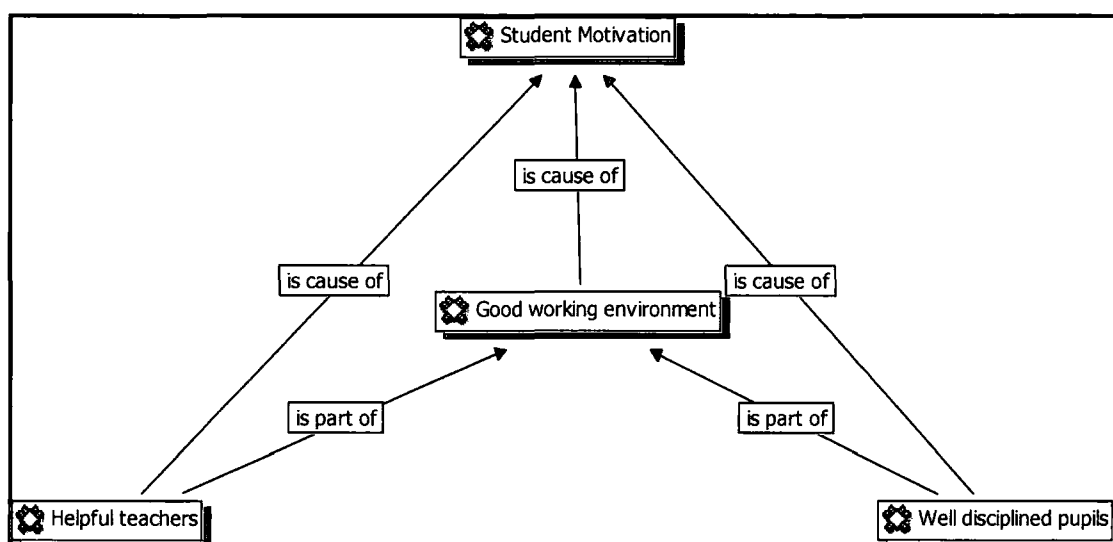 Student Motivation
is cause of
is cause of
is cause of
Good working environment
is part of
is part of
Helpful teachers
Well disciplined pupils